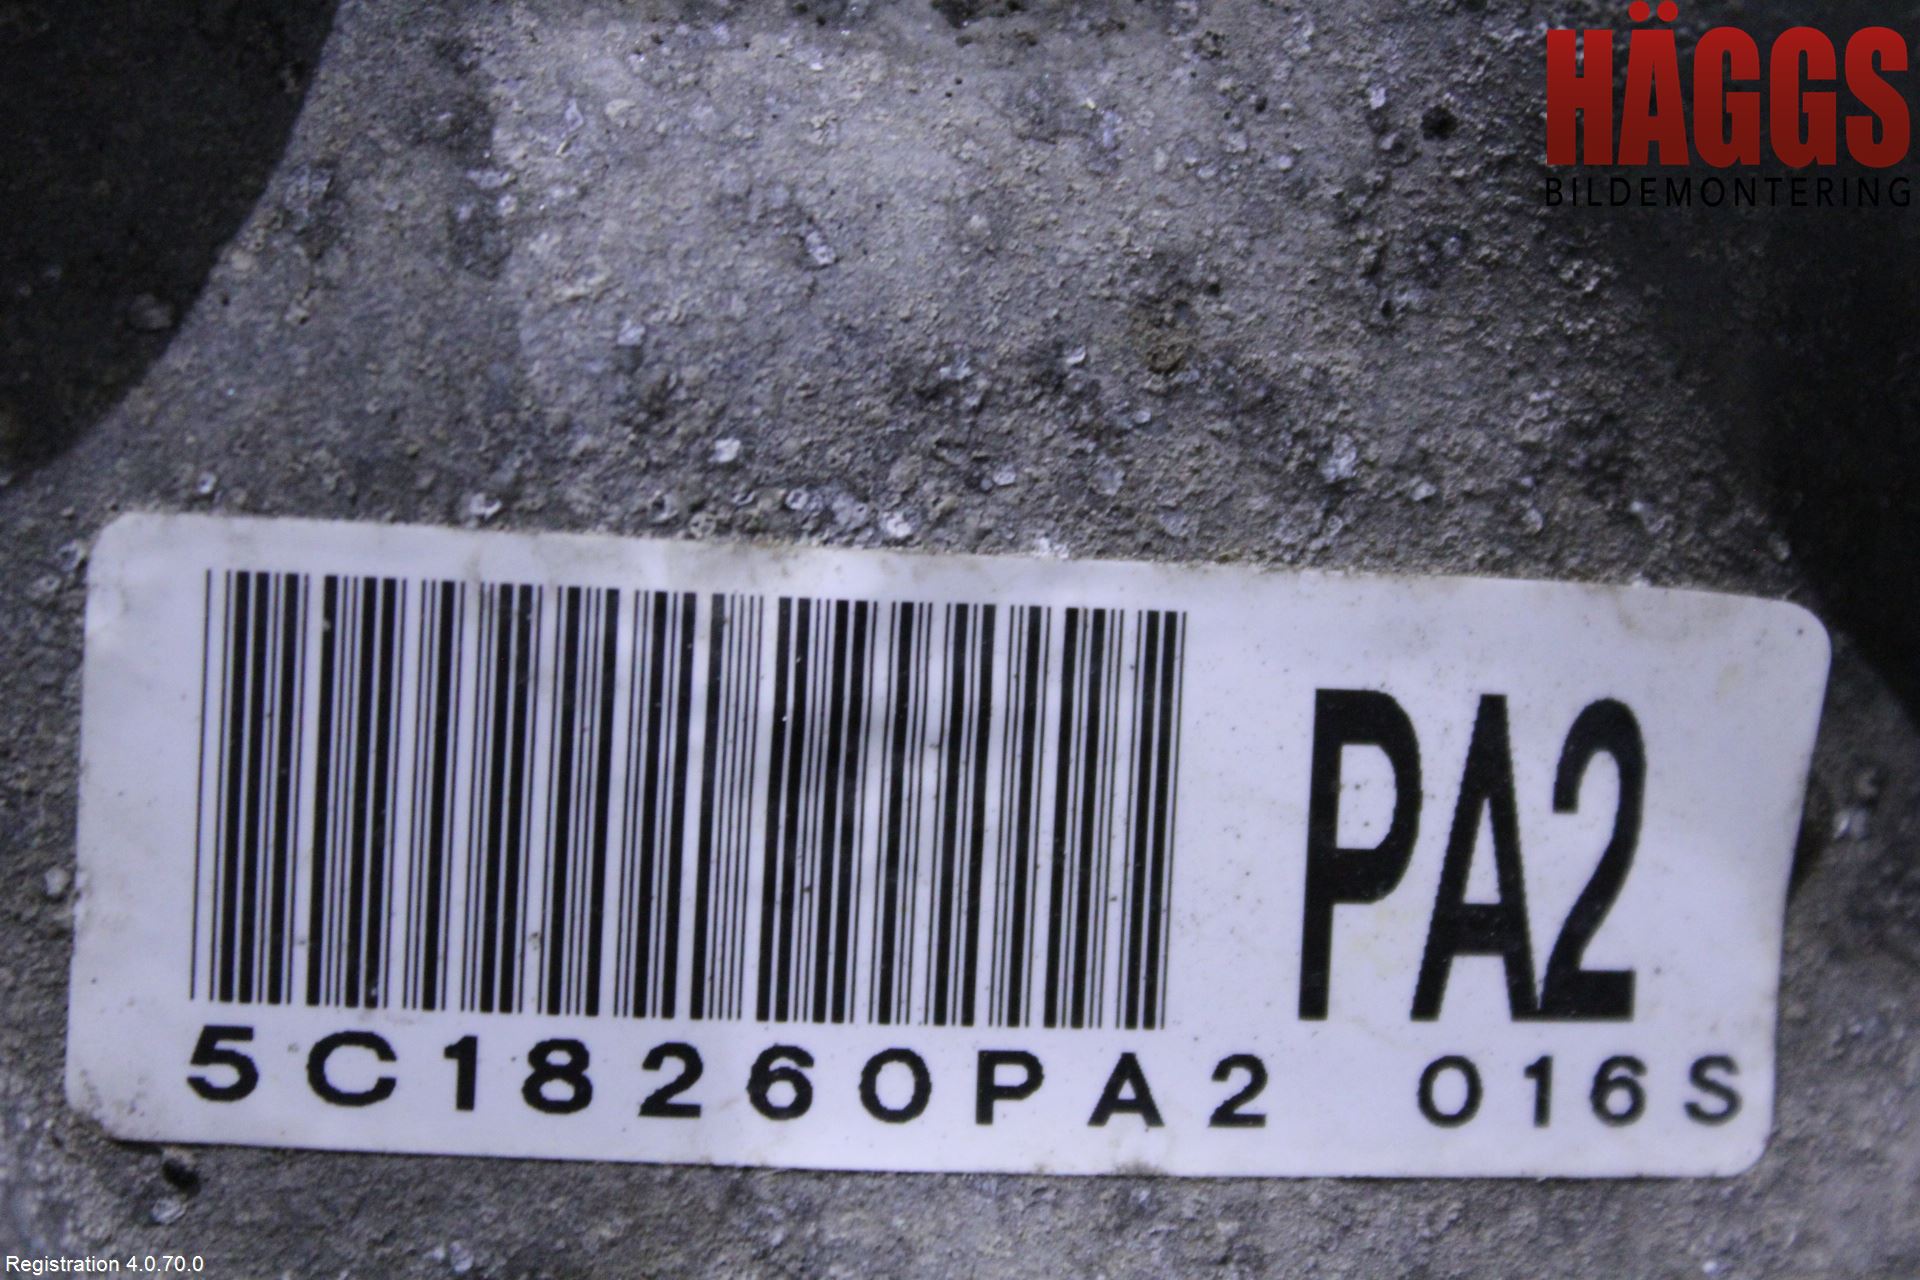 HÄGGS
BILDEMONTERING
PA2
5C18260PA2 016S
Registration 4.0.70.0